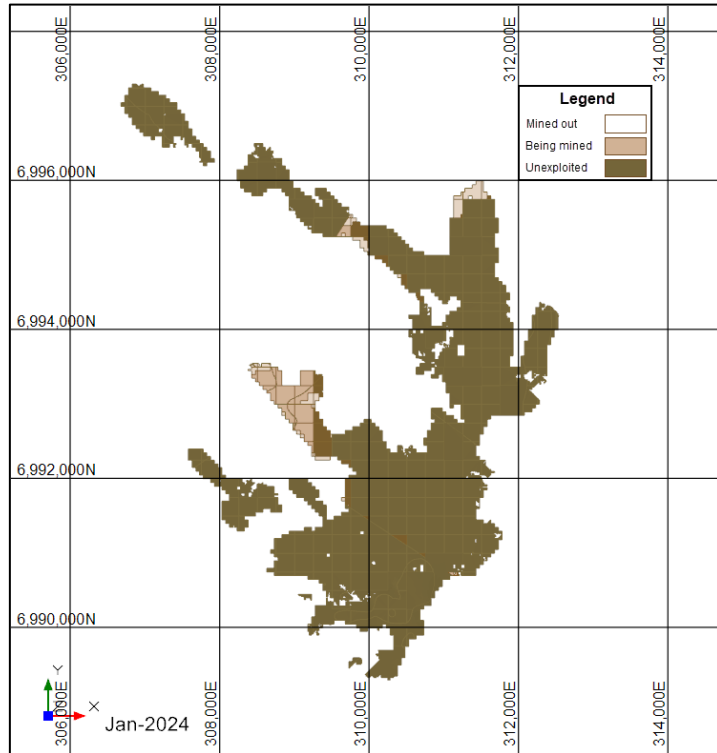 306,000E
308,000E
310,000E
312,000E
314,000E
Legend
Mined out
Being mined
Unexploited
6,996,000N
6,994,000N
6,992,000N
6,990,000N
Y
X
Jan-2024
306,000E
308,000E
310,000E
312,000E
314,000E